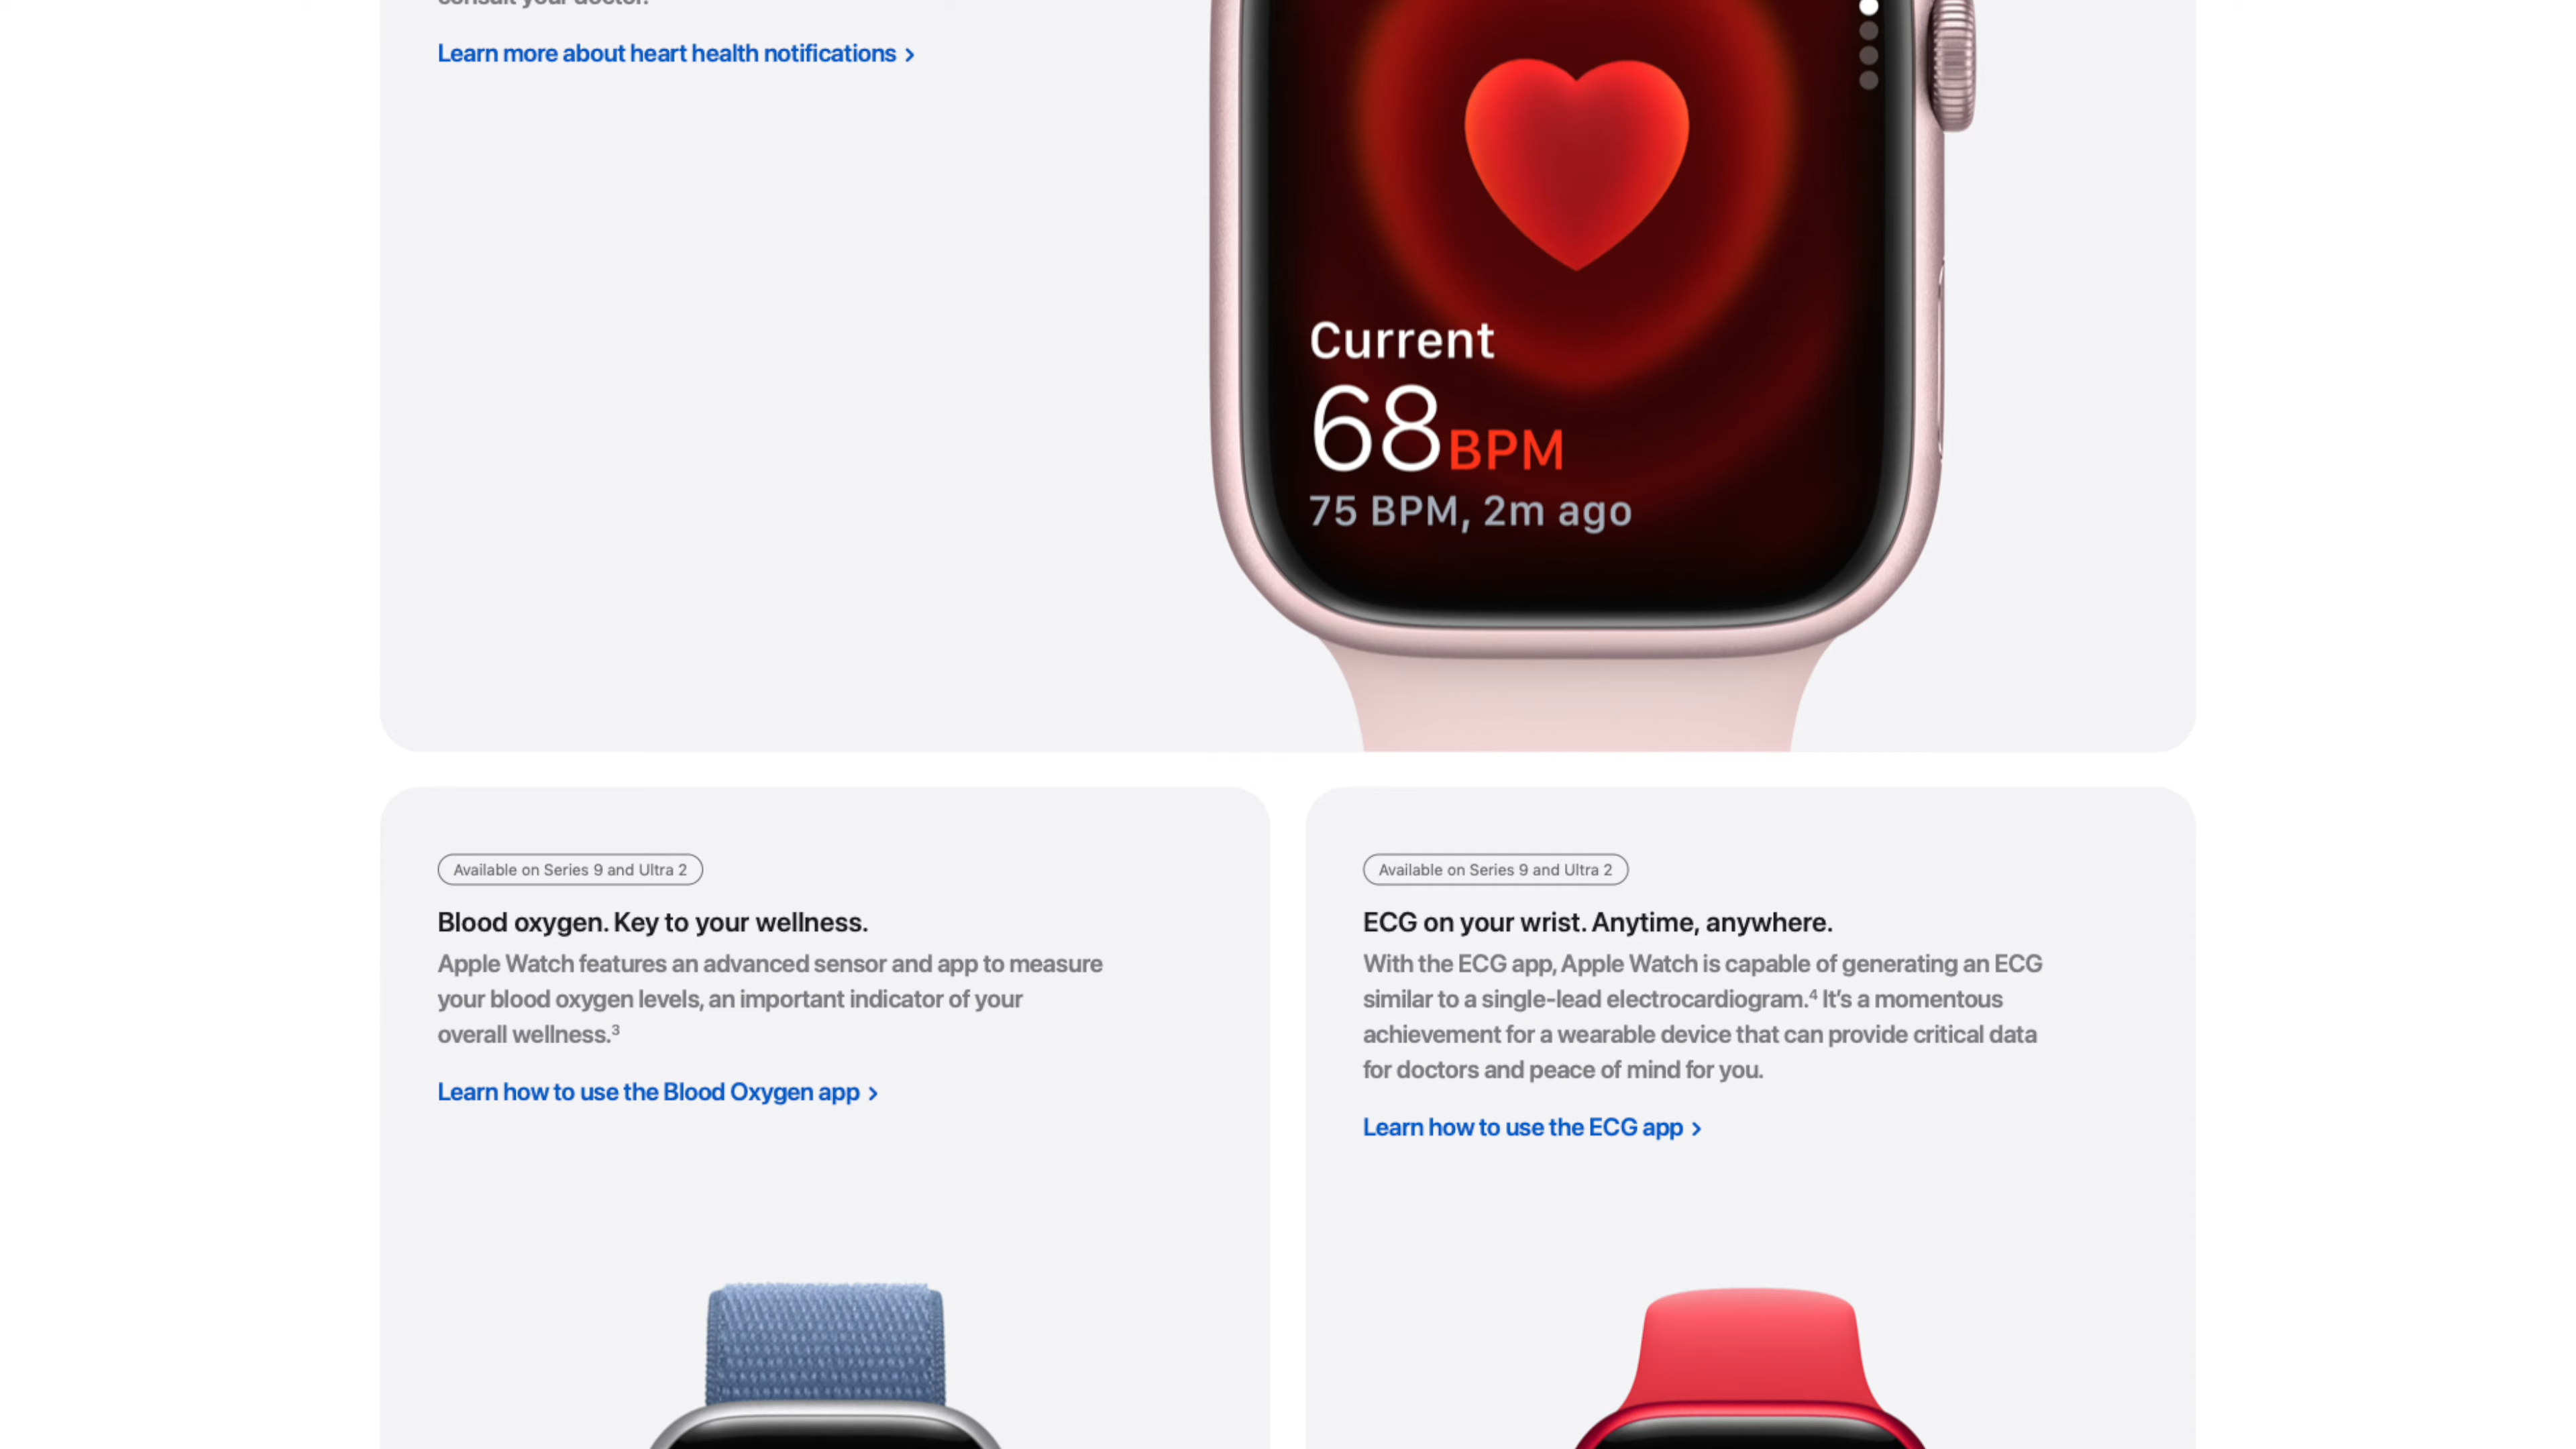 consult your doctor.
Learn more about heart health notifications >
Current
68BPM
75 BPM, 2m ago
Available on Series 9 and Ultra 2
Blood oxygen. Key to your wellness.
Apple Watch features an advanced sensor and app to measure
your blood oxygen levels, an important indicator of your
overall wellness.³
Learn how to use the Blood Oxygen app >
Available on Series 9 and Ultra 2
ECG on your wrist. Anytime, anywhere.
With the ECG app, Apple Watch is capable of generating an ECG
similar to a single-lead electrocardiogram.⁴ It's a momentous
achievement for a wearable device that can provide critical data
for doctors and peace of mind for you.
Learn how to use the ECG app >